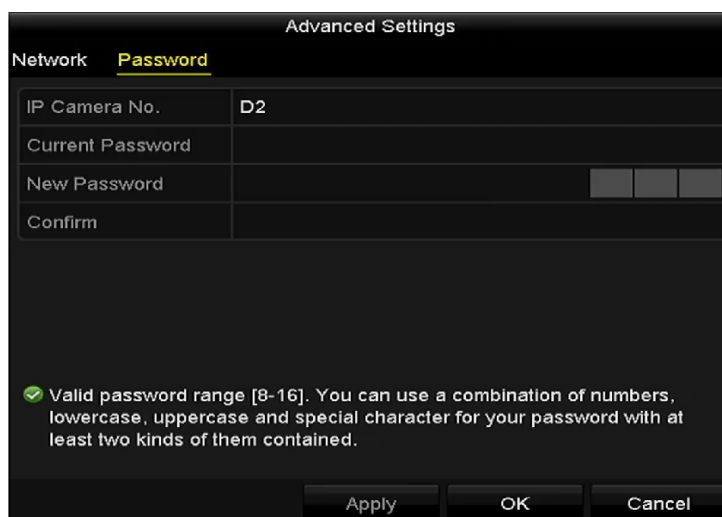 Advanced Settings
Network Password
IP Camera No. D2
Current Password
New Password
Confirm
Valid password range [8-16]. You can use a combination of numbers,
lowercase, uppercase and special character for your password with at
least two kinds of them contained.
Apply OK Cancel